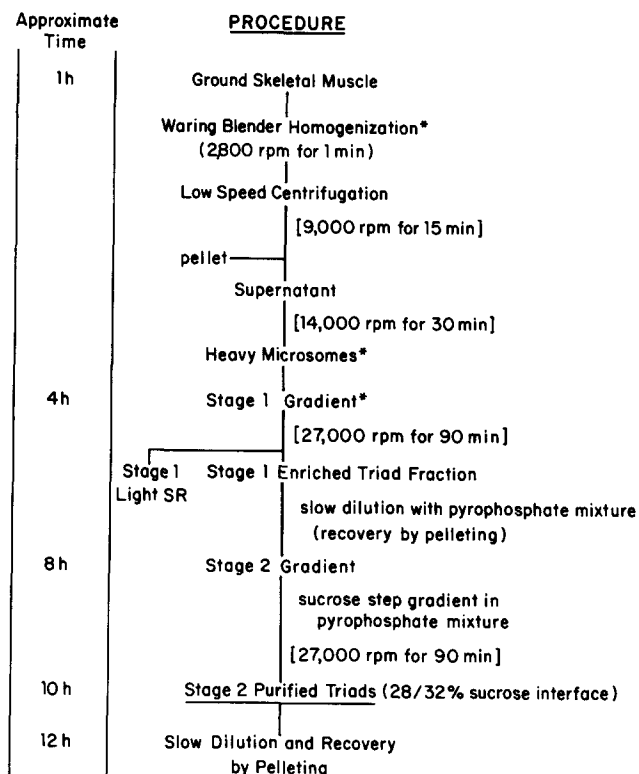 Approximate
Time
PROCEDURE
1h
Ground Skeletal Muscle
Waring Blender Homogenization*
(2,800 rpm for 1 min)
Low Speed Centrifugation
[9,000 rpm for 15 min]
pellet
Supernatant
[14,000 rpm for 30 min]
Heavy Microsomes*
4h
Stage 1 Gradient*
[27,000 rpm for 90 min]
Stage 1
Light SR
Stage 1 Enriched Triad Fraction
slow dilution with pyrophosphate mixture
(recovery by pelleting)
8h
Stage 2 Gradient
sucrose step gradient in
pyrophosphate mixture
[27,000 rpm for 90 min]
10h
Stage 2 Purified Triads (28/32% sucrose interface)
12h
Slow Dilution and Recovery
by Pelleting